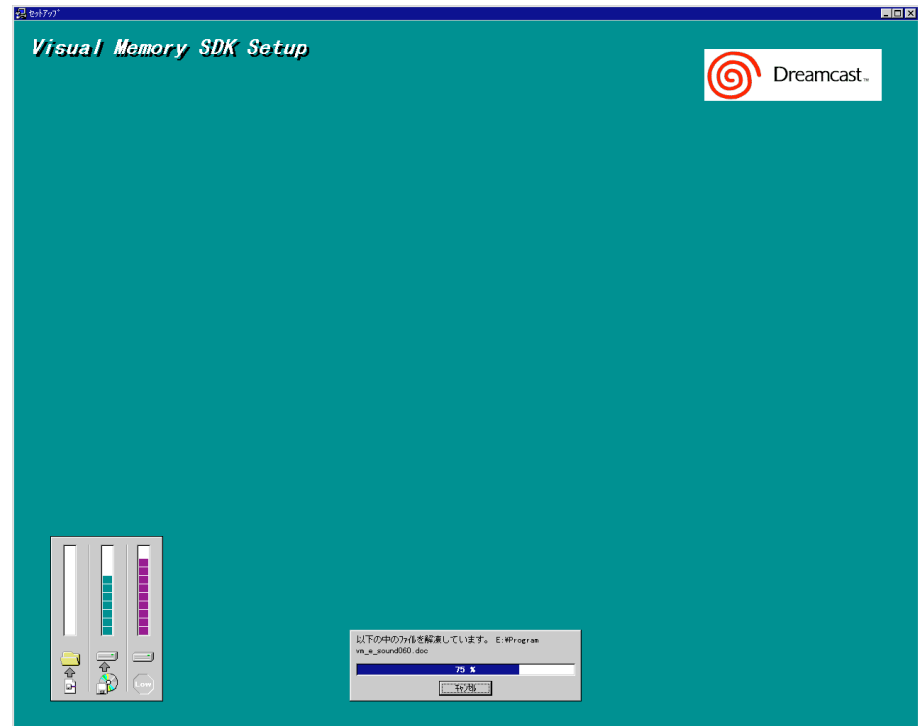 ｾｯﾄｱｯﾌﾟ
Visual Memory SDK Setup
Dreamcast™
以下の中のﾌｧｲﾙを解凍しています。 E:¥Program
vm_e_sound060.doc
75 %
ｷｬﾝｾﾙ
Low